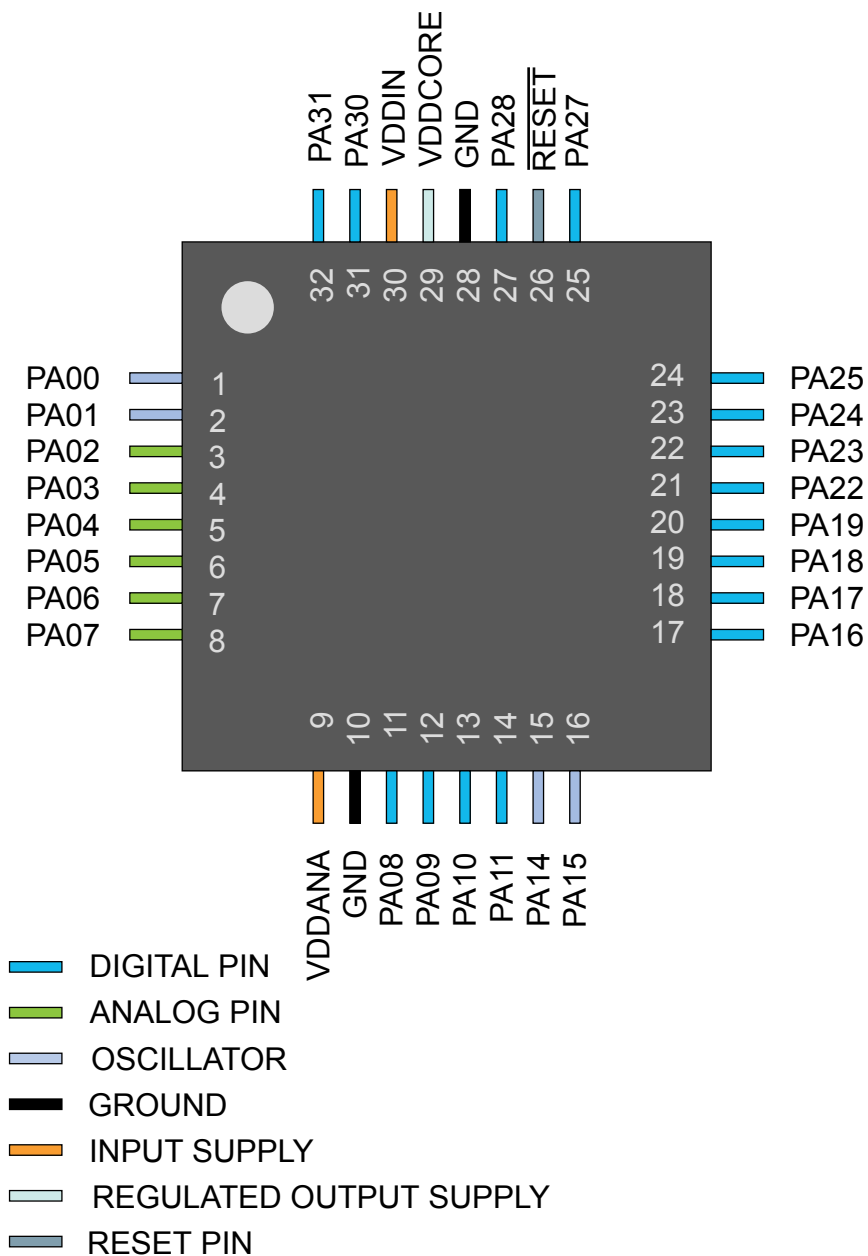 PA31
PA30
VDDIN
VDDCORE
GND
PA28
RESET
PA27
32
31
30
29
28
27
26
25
PA00
1
24
PA25
PA01
2
23
PA24
PA02
3
22
PA23
PA03
4
21
PA22
PA04
5
20
PA19
PA05
6
19
PA18
PA06
7
18
PA17
PA07
8
17
PA16
9
10
11
12
13
14
15
16
VDDANA
GND
PA08
PA09
PA10
PA11
PA14
PA15
DIGITAL PIN
ANALOG PIN
OSCILLATOR
GROUND
INPUT SUPPLY
REGULATED OUTPUT SUPPLY
RESET PIN